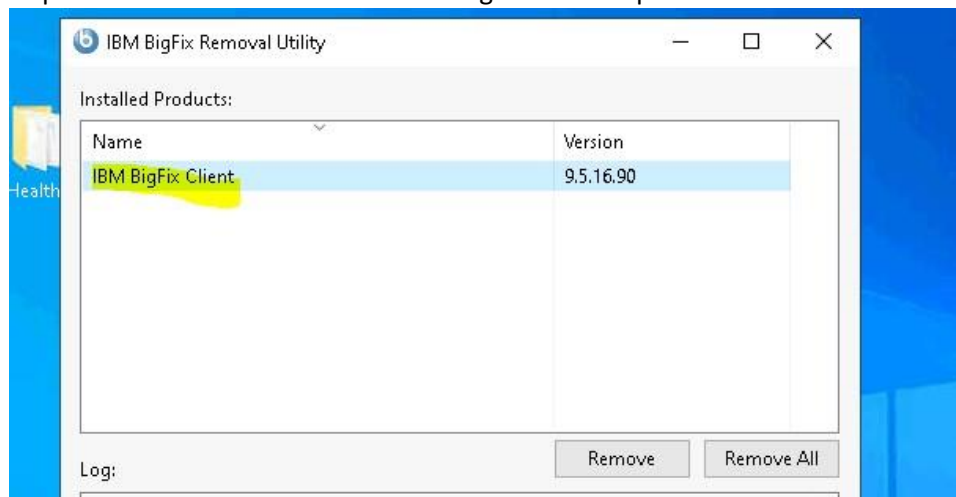 IBM BigFix Removal Utility
Installed Products:
Name Version
IBM BigFix Client 9.5.16.90
Health
Remove Remove All
Log: